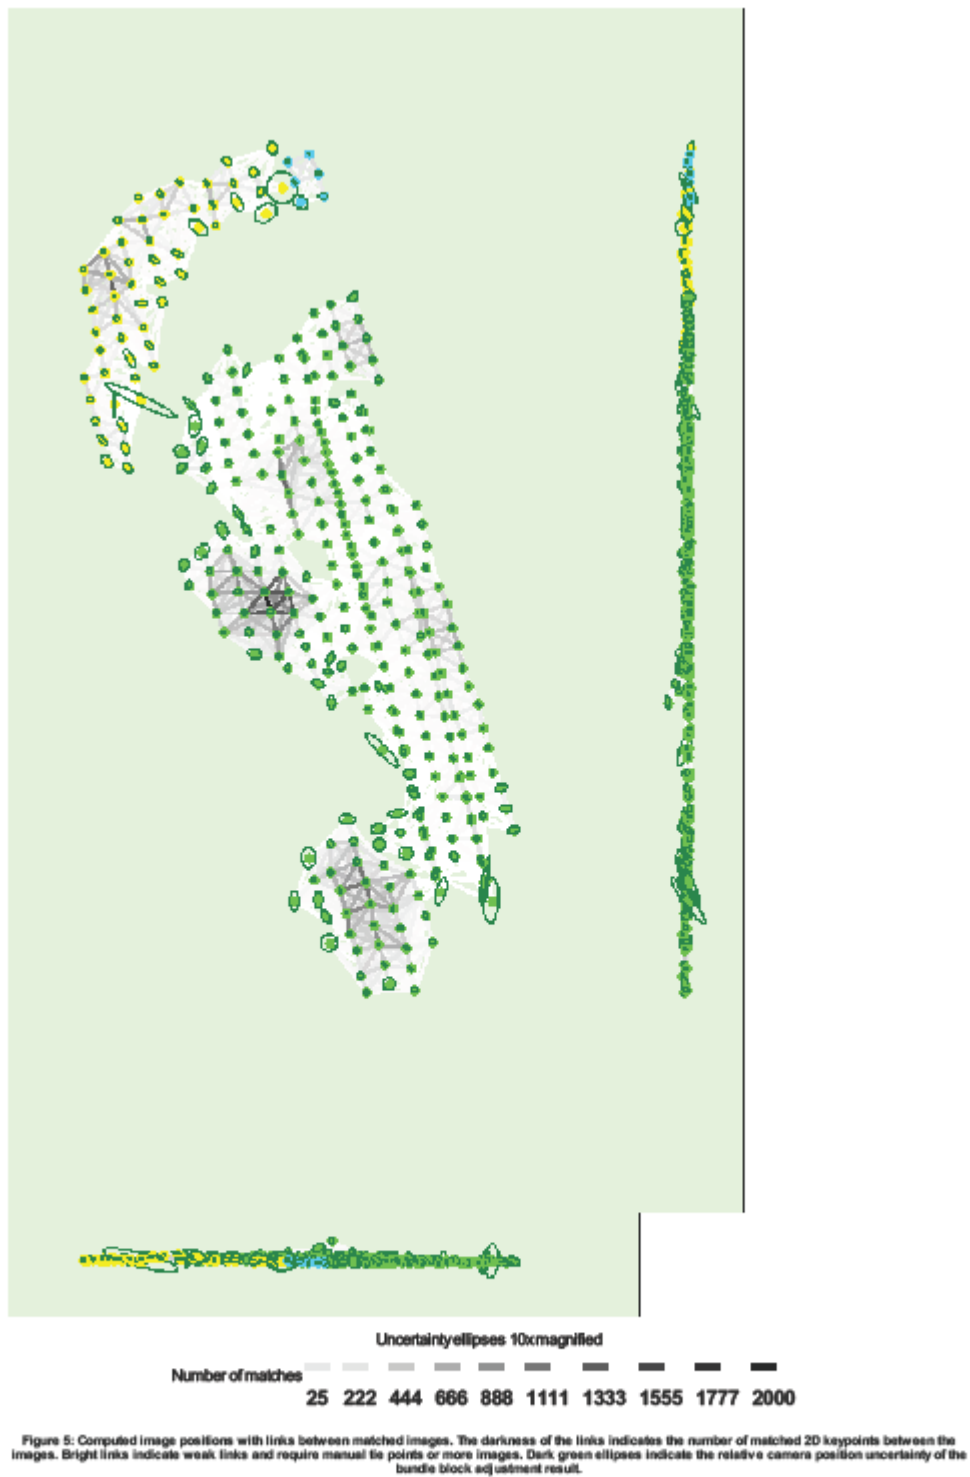 Uncertainty ellipses 10x magnified
Number of matches
25 222 444 666 888 1111 1333 1555 1777 2000
Figure 5: Computed image positions with links between matched images. The darkness of the links indicates the number of matched 2D keypoints between the
images. Bright links indicate weak links and require manual tie points or more images. Dark green ellipses indicate the relative camera position uncertainty of the
bundle block adjustment result.